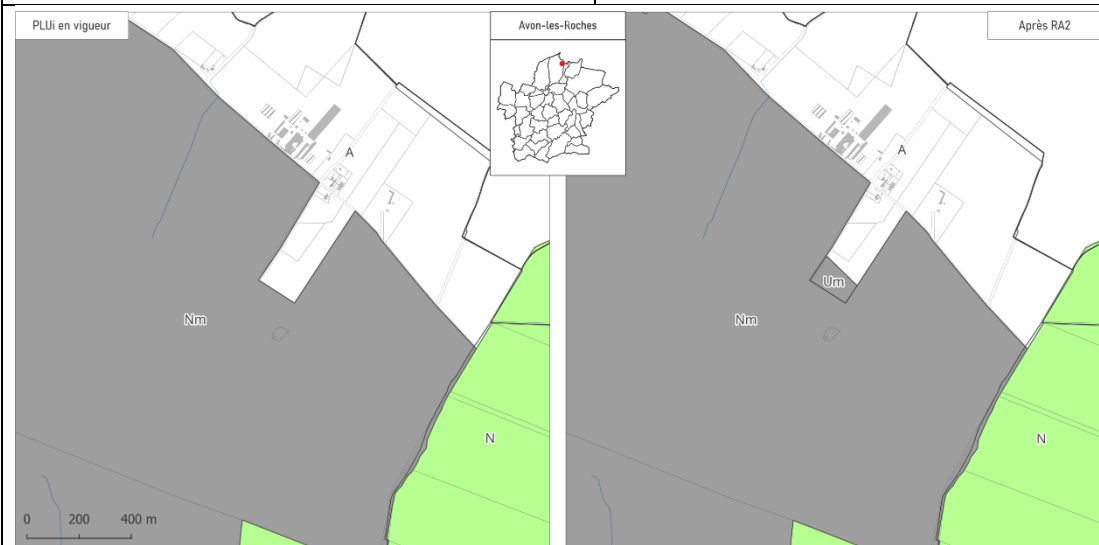 PLUi en vigueur
Avon-les-Roches
Après RA2
A
A
Um
Nm
Nm
N
N
0 200 400 m